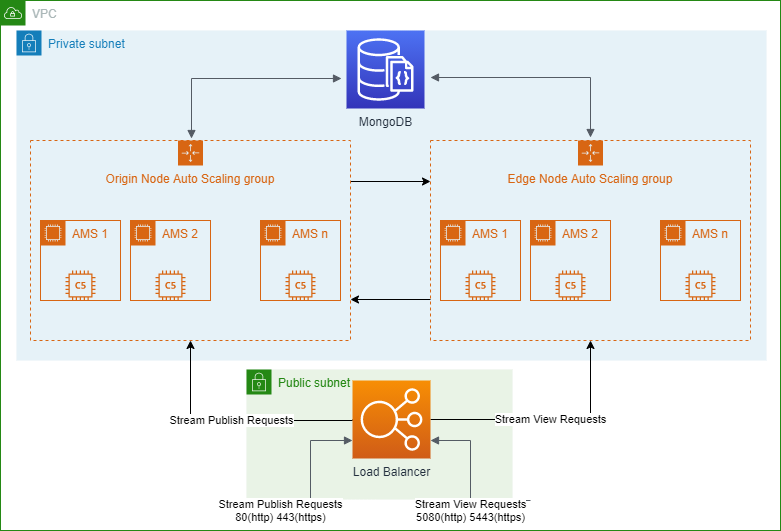 VPC
Private subnet
MongoDB
Origin Node Auto Scaling group
Edge Node Auto Scaling group
AMS 1
AMS 2
AMS n
AMS 1
AMS 2
AMS n
C5
C5
C5
C5
C5
C5
Public subnet
Stream Publish Requests
Stream View Requests
Load Balancer
Stream Publish Requests
80(http) 443(https)
Stream View Requests
5080(http) 5443(https)